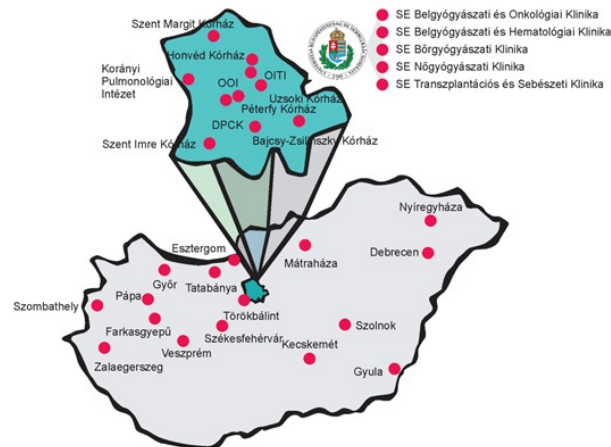 Szent Margit Kórház
Honvéd Kórház
Korányi
Pulmonológiai
Intézet
OITI
OOI
Uzsoki Kórház
Péterfy Kórház
DPCK
Bajcsy-Zsilinszky Kórház
Szent Imre Kórház
SE Belgyógyászati és Onkológiai Klinika
SE Belgyógyászati és Hematológiai Klinika
SE Bőrgyógyászati Klinika
SE Nőgyógyászati Klinika
SE Transzplantációs és Sebészeti Klinika
Nyíregyháza
Esztergom
Mátraháza
Debrecen
Győr
Tatabánya
Pápa
Szombathely
Törökbálint
Farkasgyepű
Székesfehérvár
Szolnok
Veszprém
Kecskemét
Zalaegerszeg
Gyula